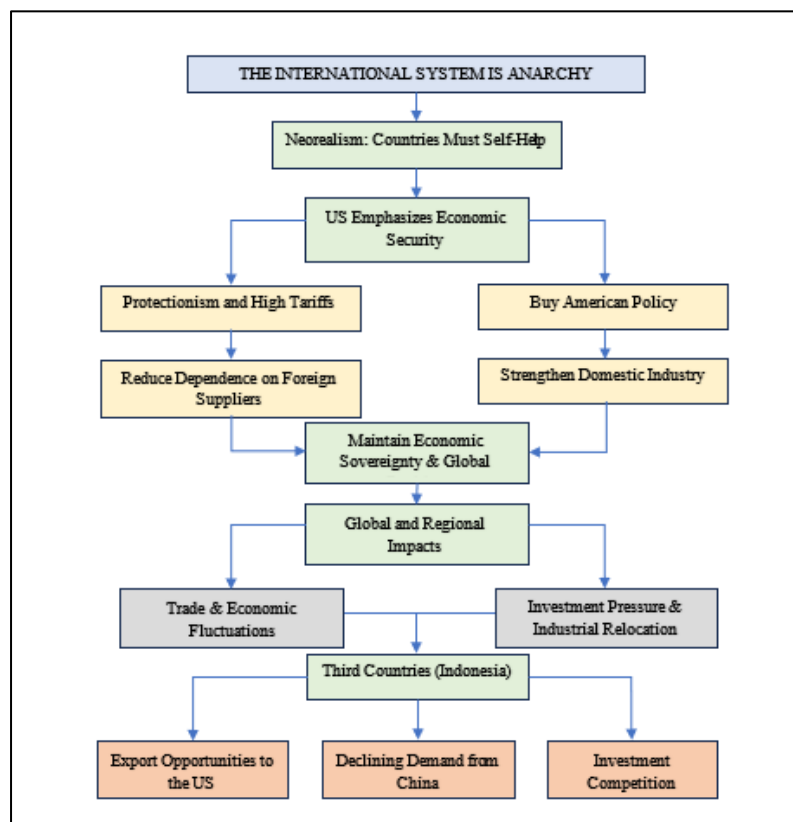 THE INTERNATIONAL SYSTEM IS ANARCHY
Neorealism: Countries Must Self-Help
US Emphasizes Economic
Security
Protectionism and High Tariffs
Buy American Policy
Reduce Dependence on Foreign
Suppliers
Strengthen Domestic Industry
Maintain Economic
Sovereignty & Global
Global and Regional
Impacts
Trade & Economic
Fluctuations
Investment Pressure &
Industrial Relocation
Third Countries (Indonesia)
Export Opportunities to
the US
Declining Demand from
China
Investment
Competition